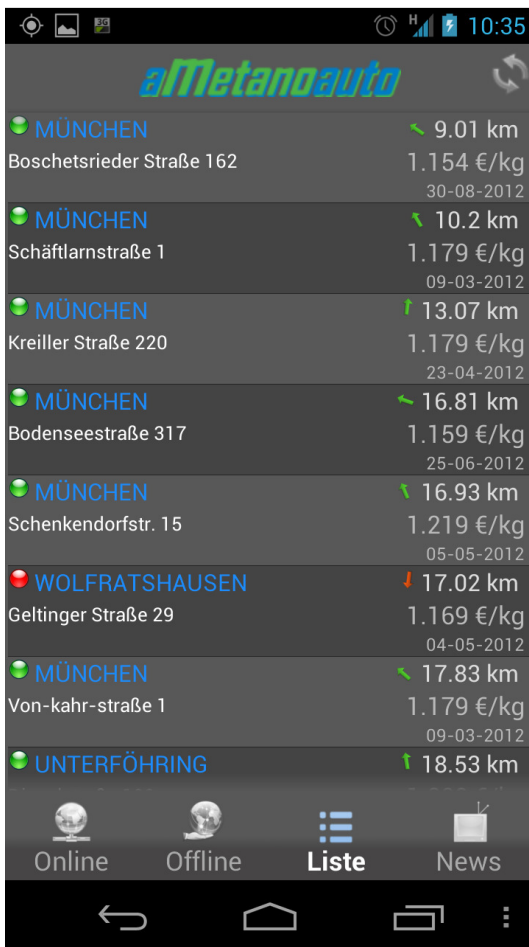 3G
H
10:35
aMetanoauto
MÜNCHEN 9.01 km
Boschetsrieder Straße 162 1.154 €/kg
30-08-2012
MÜNCHEN 10.2 km
Schäftlarnstraße 1 1.179 €/kg
09-03-2012
MÜNCHEN 13.07 km
Kreiller Straße 220 1.179 €/kg
23-04-2012
MÜNCHEN 16.81 km
Bodenseestraße 317 1.159 €/kg
25-06-2012
MÜNCHEN 16.93 km
Schenkendorfstr. 15 1.219 €/kg
05-05-2012
WOLFRATSHAUSEN 17.02 km
Geltinger Straße 29 1.169 €/kg
04-05-2012
MÜNCHEN 17.83 km
Von-kahr-straße 1 1.179 €/kg
09-03-2012
UNTERFÖHRING 18.53 km
Online Offline Liste News